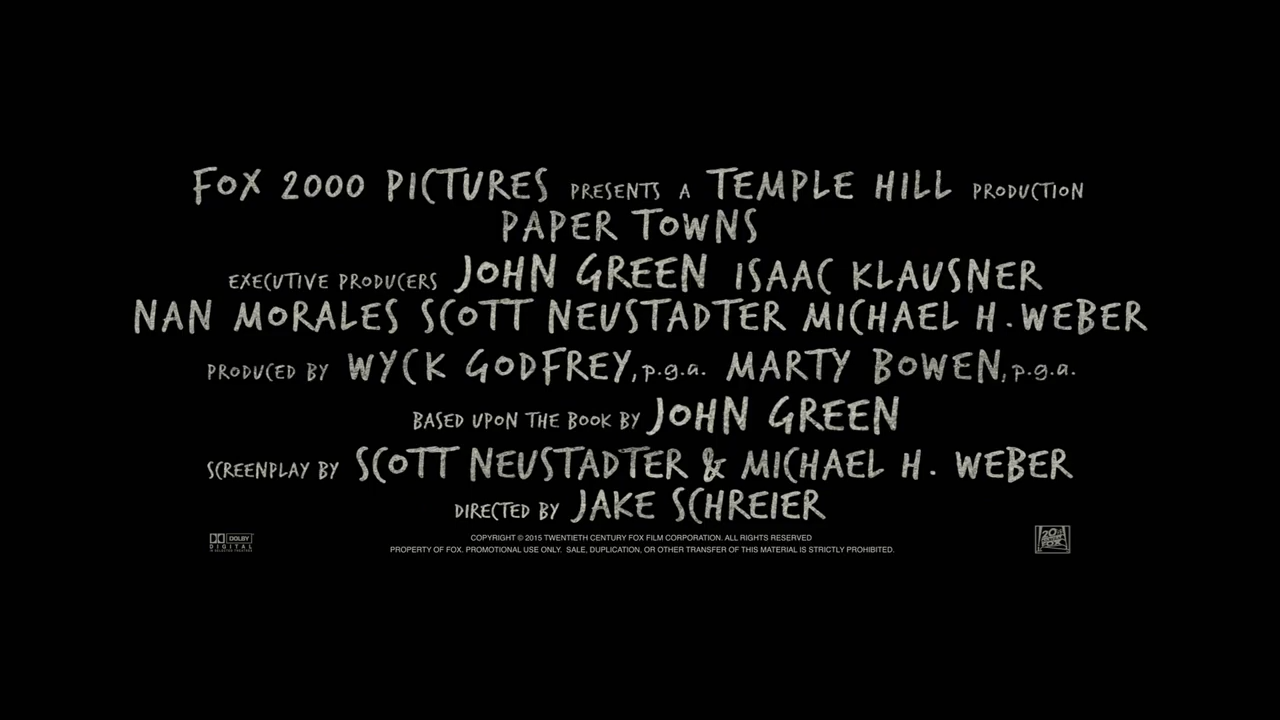 FOX 2000 PICTURES PRESENTS A TEMPLE HILL PRODUCTION
PAPER TOWNS
EXECUTIVE PRODUCERS JOHN GREEN ISAAC KLAUSNER
NAN MORALES SCOTT NEUSTADTER MICHAEL H. WEBER
PRODUCED BY WYCK GODFREY, p.g.a. MARTY BOWEN, p.g.a.
BASED UPON THE BOOK BY JOHN GREEN
SCREENPLAY BY SCOTT NEUSTADTER & MICHAEL H. WEBER
DIRECTED BY JAKE SCHREIER
DOLBY DIGITAL
COPYRIGHT © 2015 TWENTIETH CENTURY FOX FILM CORPORATION. ALL RIGHTS RESERVED
PROPERTY OF FOX. PROMOTIONAL USE ONLY. SALE, DUPLICATION, OR OTHER TRANSFER OF THIS MATERIAL IS STRICTLY PROHIBITED.